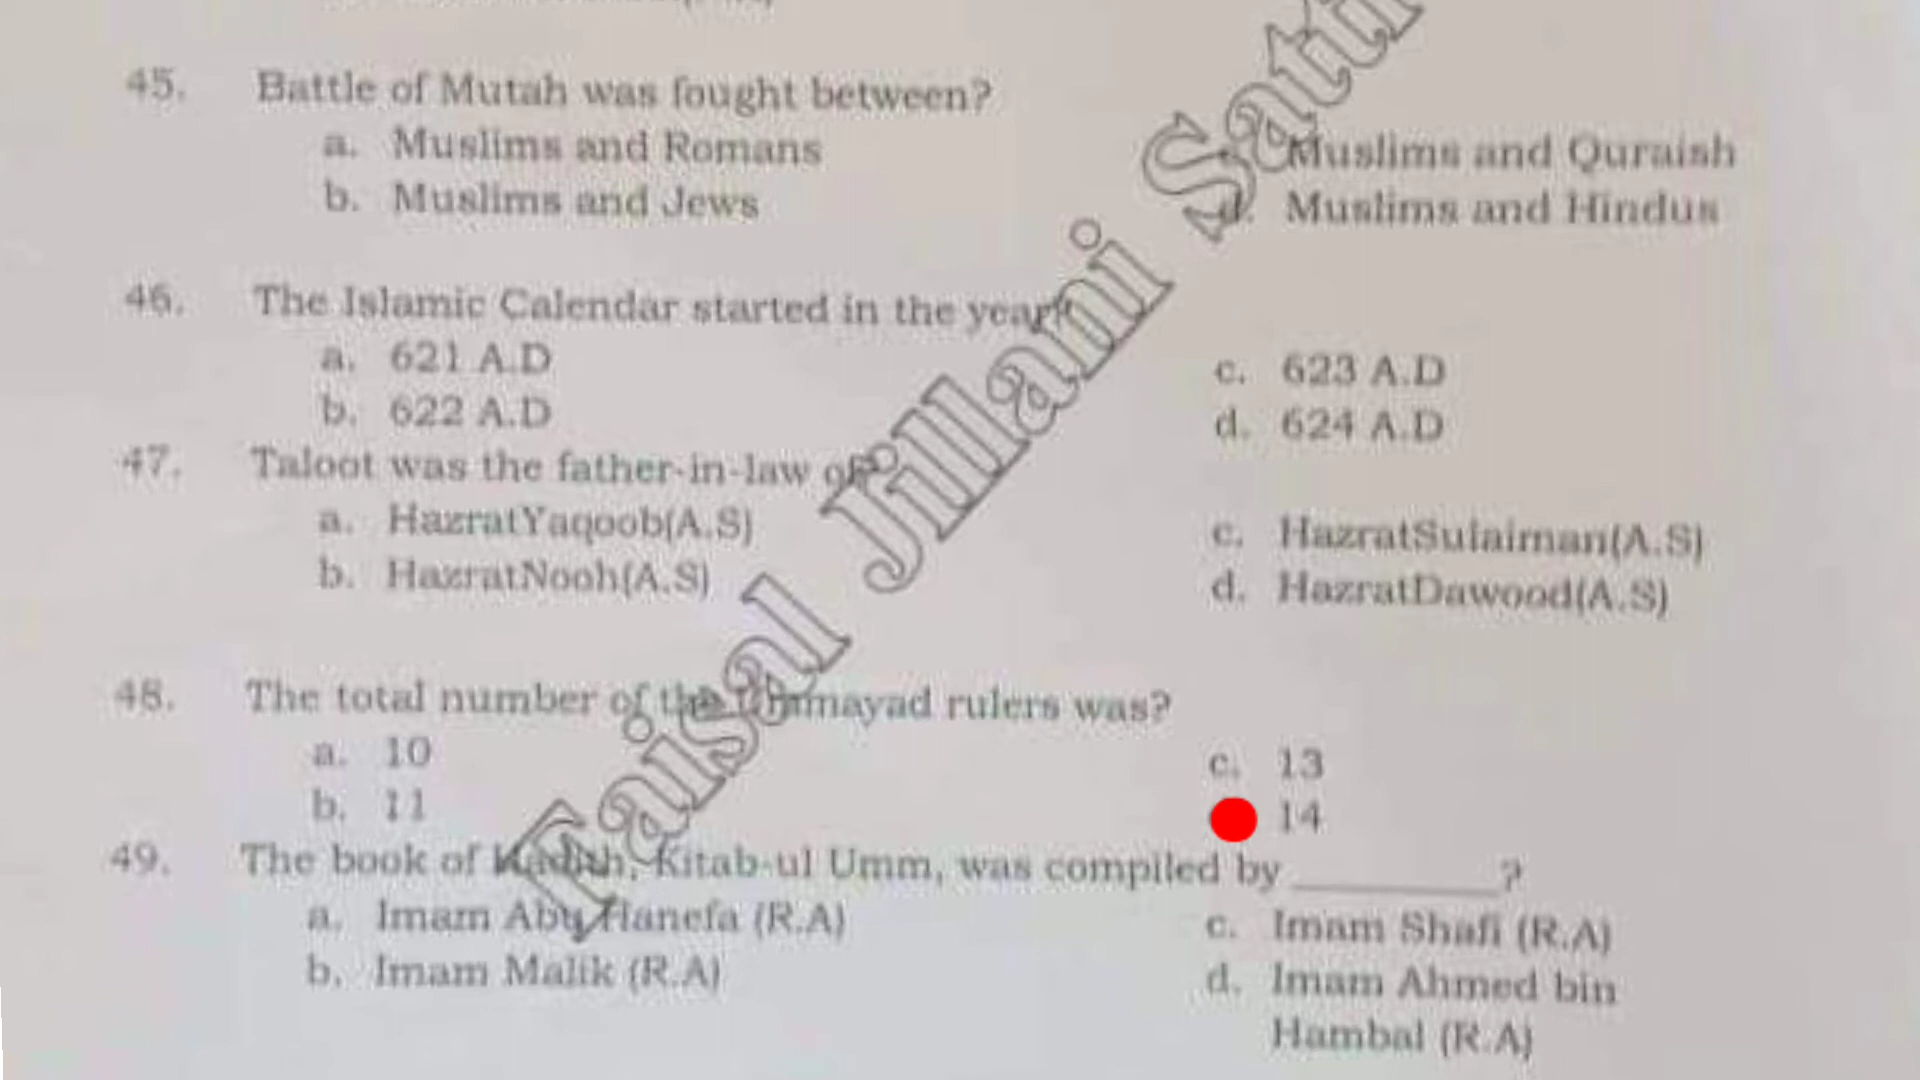 45. Battle of Mutah was fought between?
a. Muslims and Romans
b. Muslims and Jews
Muslims and Quraish
d. Muslims and Hindus
46. The Islamic Calendar started in the year?
a. 621 A.D
b. 622 A.D
c. 623 A.D
d. 624 A.D
47. Taloot was the father-in-law of
a. HazratYaqoob(A.S)
b. HazratNooh(A.S)
c. HazratSulaiman(A.S)
d. HazratDawood(A.S)
48. The total number of the Ummayad rulers was?
a. 10
b. 11
c. 13
14
49. The book of Hadith, Kitab-ul Umm, was compiled by ________?
a. Imam Abu Hanefa (R.A)
b. Imam Malik (R.A)
c. Imam Shafi (R.A)
d. Imam Ahmed bin
Hambal (R.A)
Faisal Jillani Satti